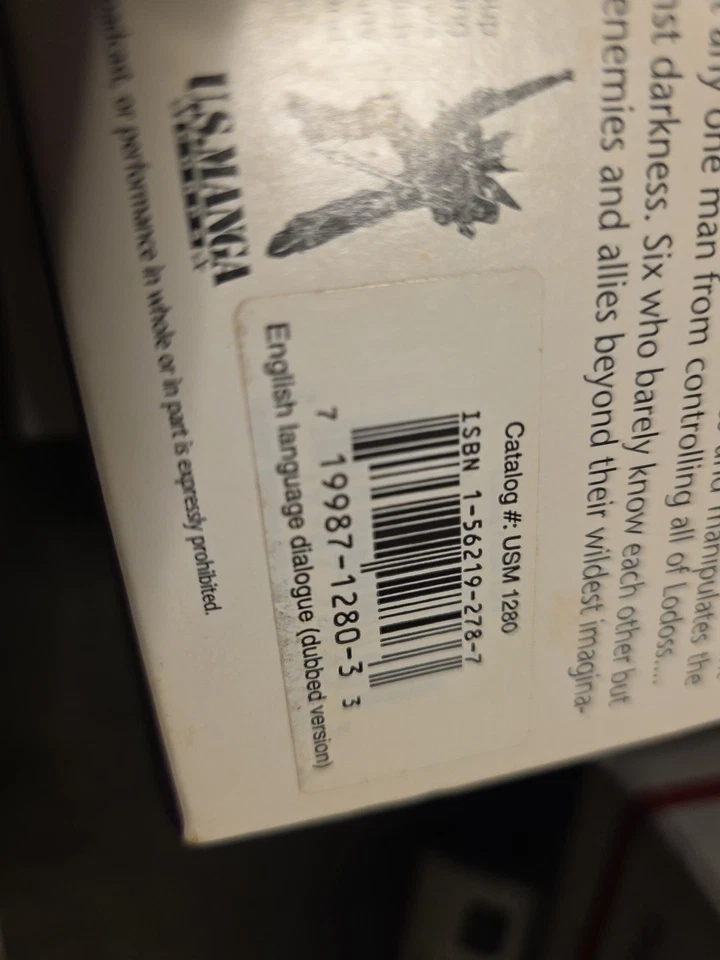 any one man from controlling all of Lodoss....
darkness. Six who barely know each other but
enemies and allies beyond their wildest imagina-
manipulates the
Catalog #: USM 1280
ISBN 1-56219-278-7
7 19987-1280-3 3
English language dialogue (dubbed version)
U.S. MANGA
or performance in whole or in part is expressly prohibited.